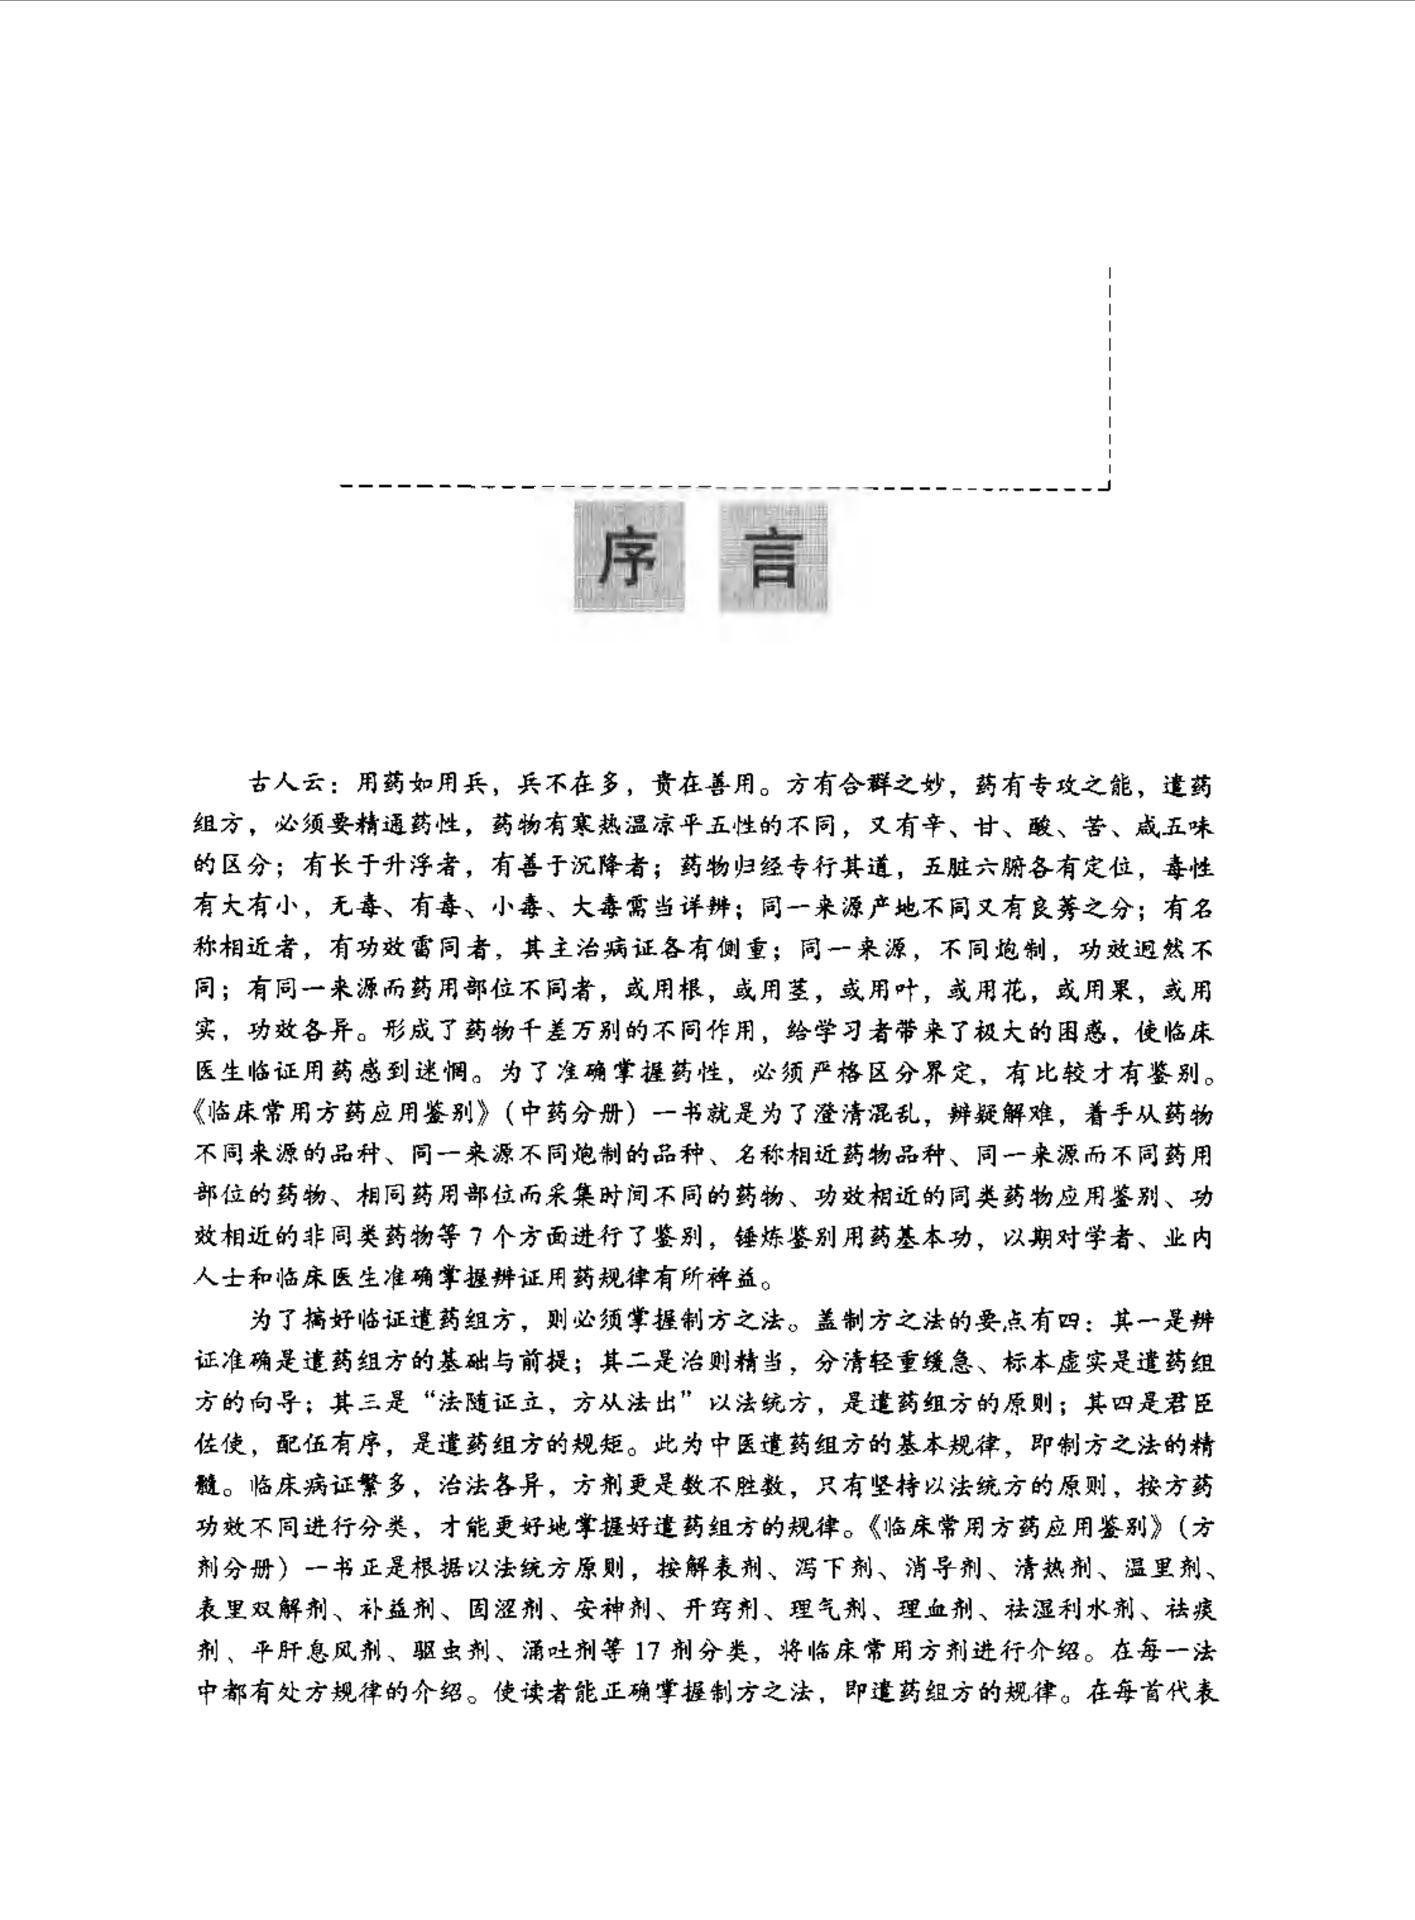 序言
古人云：用药如用兵，兵不在多，贵在善用。方有合群之妙，药有专攻之能，遣药
组方，必须要精通药性，药物有寒热温凉平五性的不同，又有辛、甘、酸、苦、咸五味
的区分；有长于升浮者，有善于沉降者；药物归经专行其道，五脏六腑各有定位，毒性
有大有小，无毒、有毒、小毒、大毒需当详辨；同一来源产地不同又有良莠之分；有名
称相近者，有功效雷同者，其主治病证各有侧重；同一来源，不同炮制，功效迥然不
同；有同一来源而药用部位不同者，或用根，或用茎，或用叶，或用花，或用果，或用
实，功效各异。形成了药物千差万别的不同作用，给学习者带来了极大的困惑，使临床
医生临证用药感到迷惘。为了准确掌握药性，必须严格区分界定，有比较才有鉴别。
《临床常用方药应用鉴别》（中药分册）一书就是为了澄清混乱，辨疑解难，着手从药物
不同来源的品种、同一来源不同炮制的品种、名称相近药物品种、同一来源而不同药用
部位的药物、相同药用部位而采集时间不同的药物、功效相近的同类药物应用鉴别、功
效相近的非同类药物等7个方面进行了鉴别，锤炼鉴别用药基本功，以期对学者、业内
人士和临床医生准确掌握辨证用药规律有所裨益。
为了搞好临证遣药组方，则必须掌握制方之法。盖制方之法的要点有四：其一是辨
证准确是遣药组方的基础与前提；其二是治则精当，分清轻重缓急、标本虚实是遣药组
方的向导；其三是“法随证立，方从法出”以法统方，是遣药组方的原则；其四是君臣
佐使，配伍有序，是遣药组方的规矩。此为中医遣药组方的基本规律，即制方之法的精
髓。临床病证繁多，治法各异，方剂更是数不胜数，只有坚持以法统方的原则，按方药
功效不同进行分类，才能更好地掌握好遣药组方的规律。《临床常用方药应用鉴别》（方
剂分册）一书正是根据以法统方原则，按解表剂、泻下剂、消导剂、清热剂、温里剂、
表里双解剂、补益剂、固涩剂、安神剂、开窍剂、理气剂、理血剂、祛湿利水剂、祛痰
剂、平肝息风剂、驱虫剂、涌吐剂等17剂分类，将临床常用方剂进行介绍。在每一法
中都有处方规律的介绍。使读者能正确掌握制方之法，即遣药组方的规律。在每首代表